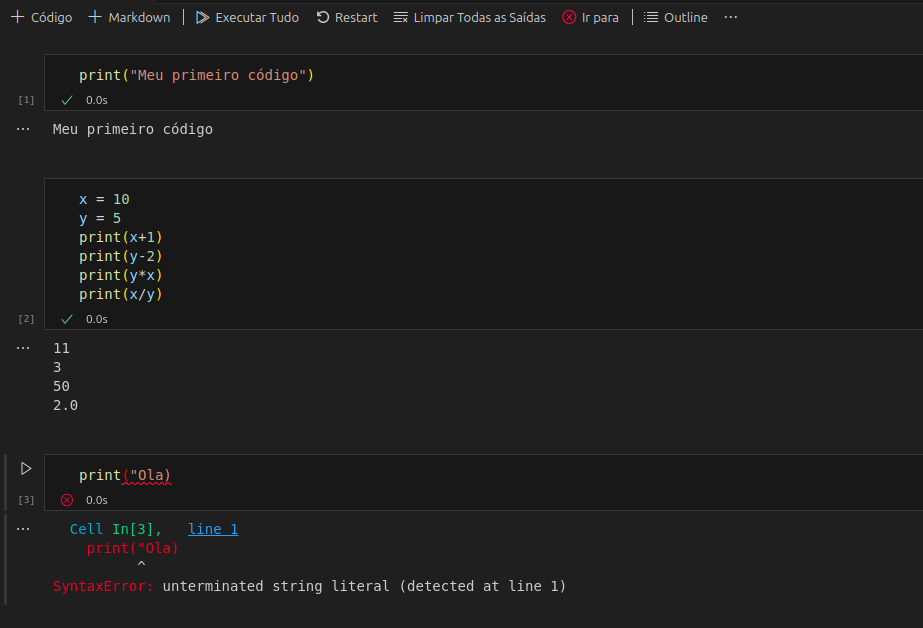 Código Markdown Executar Tudo Restart Limpar Todas as Saídas Ir para Outline ...
print("Meu primeiro código")
[1] 0.0s
... Meu primeiro código
x = 10
y = 5
print(x+1)
print(y-2)
print(y*x)
print(x/y)
[2] 0.0s
... 11
3
50
2.0
print("Ola)
[3] 0.0s
... Cell In[3], line 1
print("Ola)
^
SyntaxError: unterminated string literal (detected at line 1)